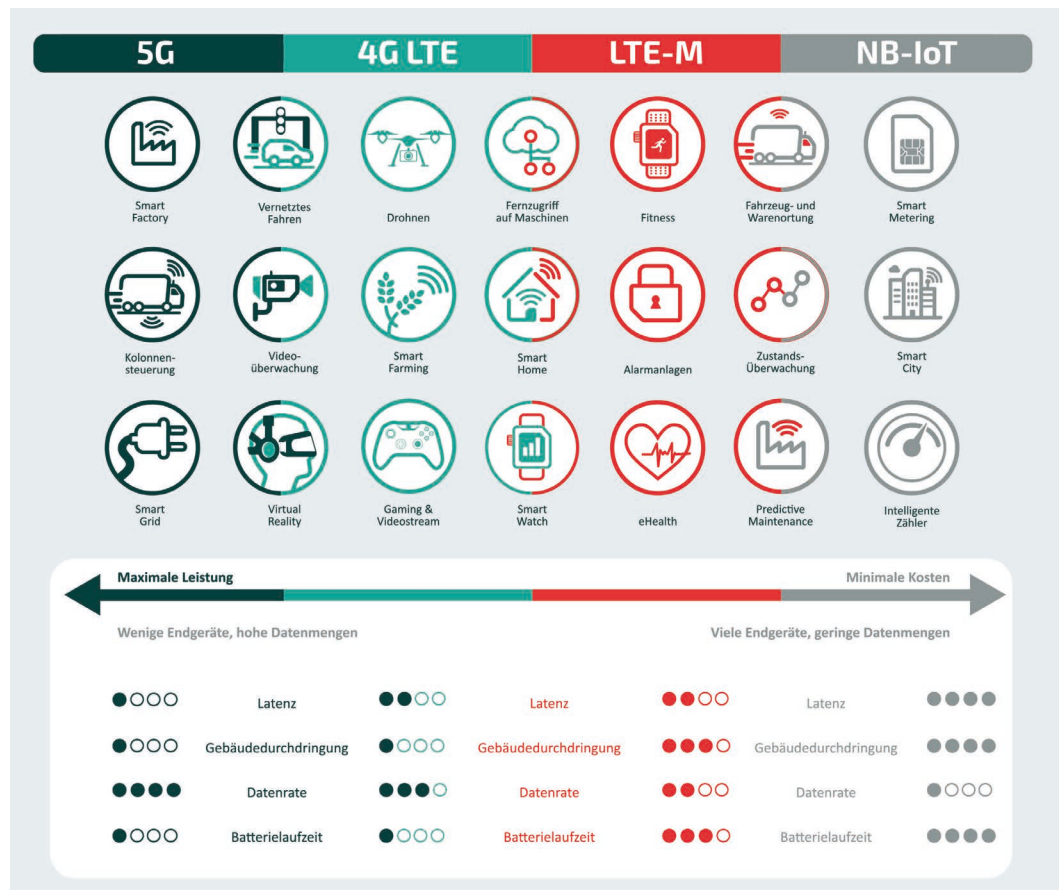 5G
4G LTE
LTE-M
NB-IoT
Smart
Factory
Vernetztes
Fahren
Drohnen
Fernzugriff
auf Maschinen
Fitness
Fahrzeug- und
Warenortung
Smart
Metering
Kolonnen-
steuerung
Video-
überwachung
Smart
Farming
Smart
Home
Alarmanlagen
Zustands-
Überwachung
Smart
City
Smart
Grid
Virtual
Reality
Gaming &
Videostream
Smart
Watch
eHealth
Predictive
Maintenance
Intelligente
Zähler
Maximale Leistung
Minimale Kosten
Wenige Endgeräte, hohe Datenmengen
Viele Endgeräte, geringe Datenmengen
Latenz
Latenz
Latenz
Gebäudedurchdringung
Gebäudedurchdringung
Gebäudedurchdringung
Datenrate
Datenrate
Datenrate
Batterielaufzeit
Batterielaufzeit
Batterielaufzeit